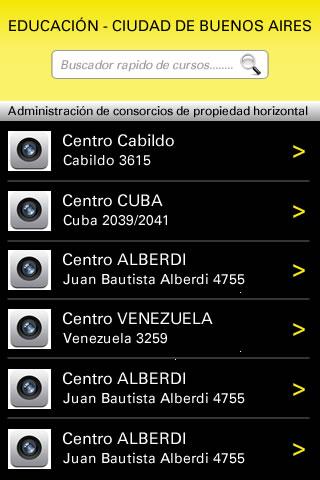 EDUCACIÓN - CIUDAD DE BUENOS AIRES
Buscador rapido de cursos........
Administración de consorcios de propiedad horizontal
Centro Cabildo
Cabildo 3615
>
Centro CUBA
Cuba 2039/2041
>
Centro ALBERDI
Juan Bautista Alberdi 4755
>
Centro VENEZUELA
Venezuela 3259
>
Centro ALBERDI
Juan Bautista Alberdi 4755
>
Centro ALBERDI
Juan Bautista Alberdi 4755
>